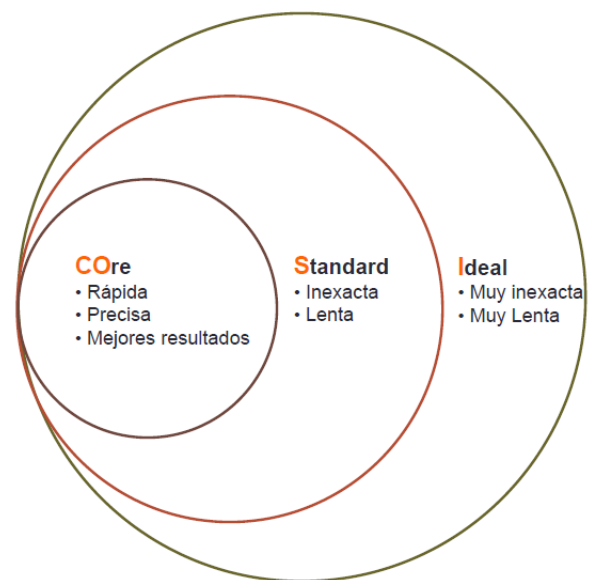 COre
• Rápida
• Precisa
• Mejores resultados
Standard
• Inexacta
• Lenta
Ideal
• Muy inexacta
• Muy Lenta